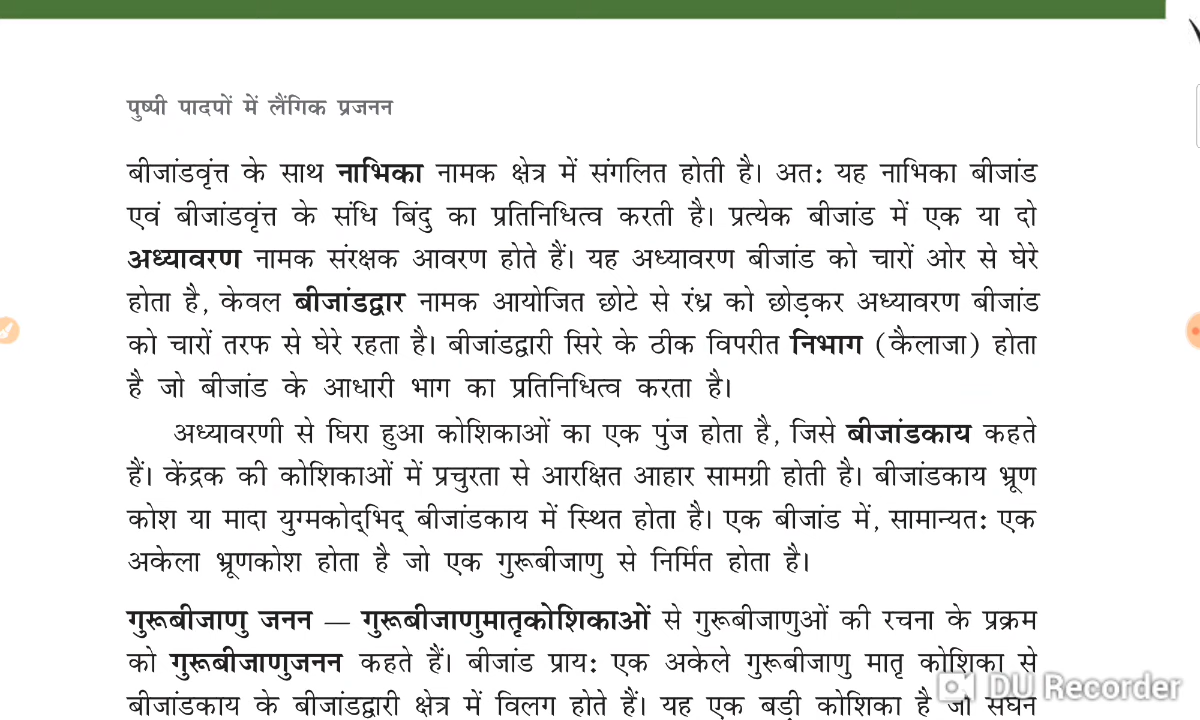 पुष्पी पादपों में लैंगिक प्रजनन
बीजांडवृंत्त के साथ नाभिका नामक क्षेत्र में संगलित होती है। अतः यह नाभिका बीजांड
एवं बीजांडवृंत्त के संधि बिंदु का प्रतिनिधित्व करती है। प्रत्येक बीजांड में एक या दो
अध्यावरण नामक संरक्षक आवरण होते हैं। यह अध्यावरण बीजांड को चारों ओर से घेरे
होता है, केवल बीजांडद्वार नामक आयोजित छोटे से रंध्र को छोड़कर अध्यावरण बीजांड
को चारों तरफ से घेरे रहता है। बीजांडद्वारी सिरे के ठीक विपरीत निभाग (कैलाजा) होता
है जो बीजांड के आधारी भाग का प्रतिनिधित्व करता है।
अध्यावरणी से घिरा हुआ कोशिकाओं का एक पुंज होता है, जिसे बीजांडकाय कहते
हैं। केंद्रक की कोशिकाओं में प्रचुरता से आरक्षित आहार सामग्री होती है। बीजांडकाय भ्रूण
कोश या मादा युग्मकोद्‌भिद् बीजांडकाय में स्थित होता है। एक बीजांड में, सामान्यतः एक
अकेला भ्रूणकोश होता है जो एक गुरूबीजाणु से निर्मित होता है।
गुरूबीजाणु जनन — गुरूबीजाणुमातृकोशिकाओं से गुरूबीजाणुओं की रचना के प्रक्रम
को गुरूबीजाणुजनन कहते हैं। बीजांड प्रायः एक अकेले गुरूबीजाणु मातृ कोशिका से
बीजांडकाय के बीजांडद्वारी क्षेत्र में विलग होते हैं। यह एक बड़ी कोशिका है जो सघन
DU Recorder